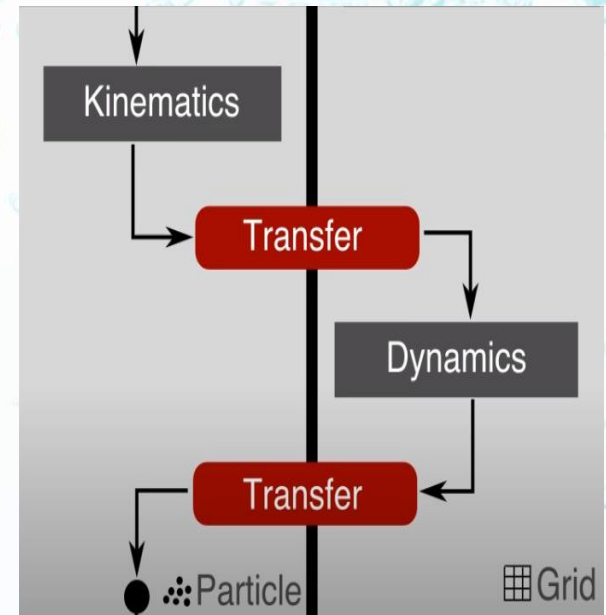 Kinematics
Transfer
Dynamics
Transfer
Particle
Grid